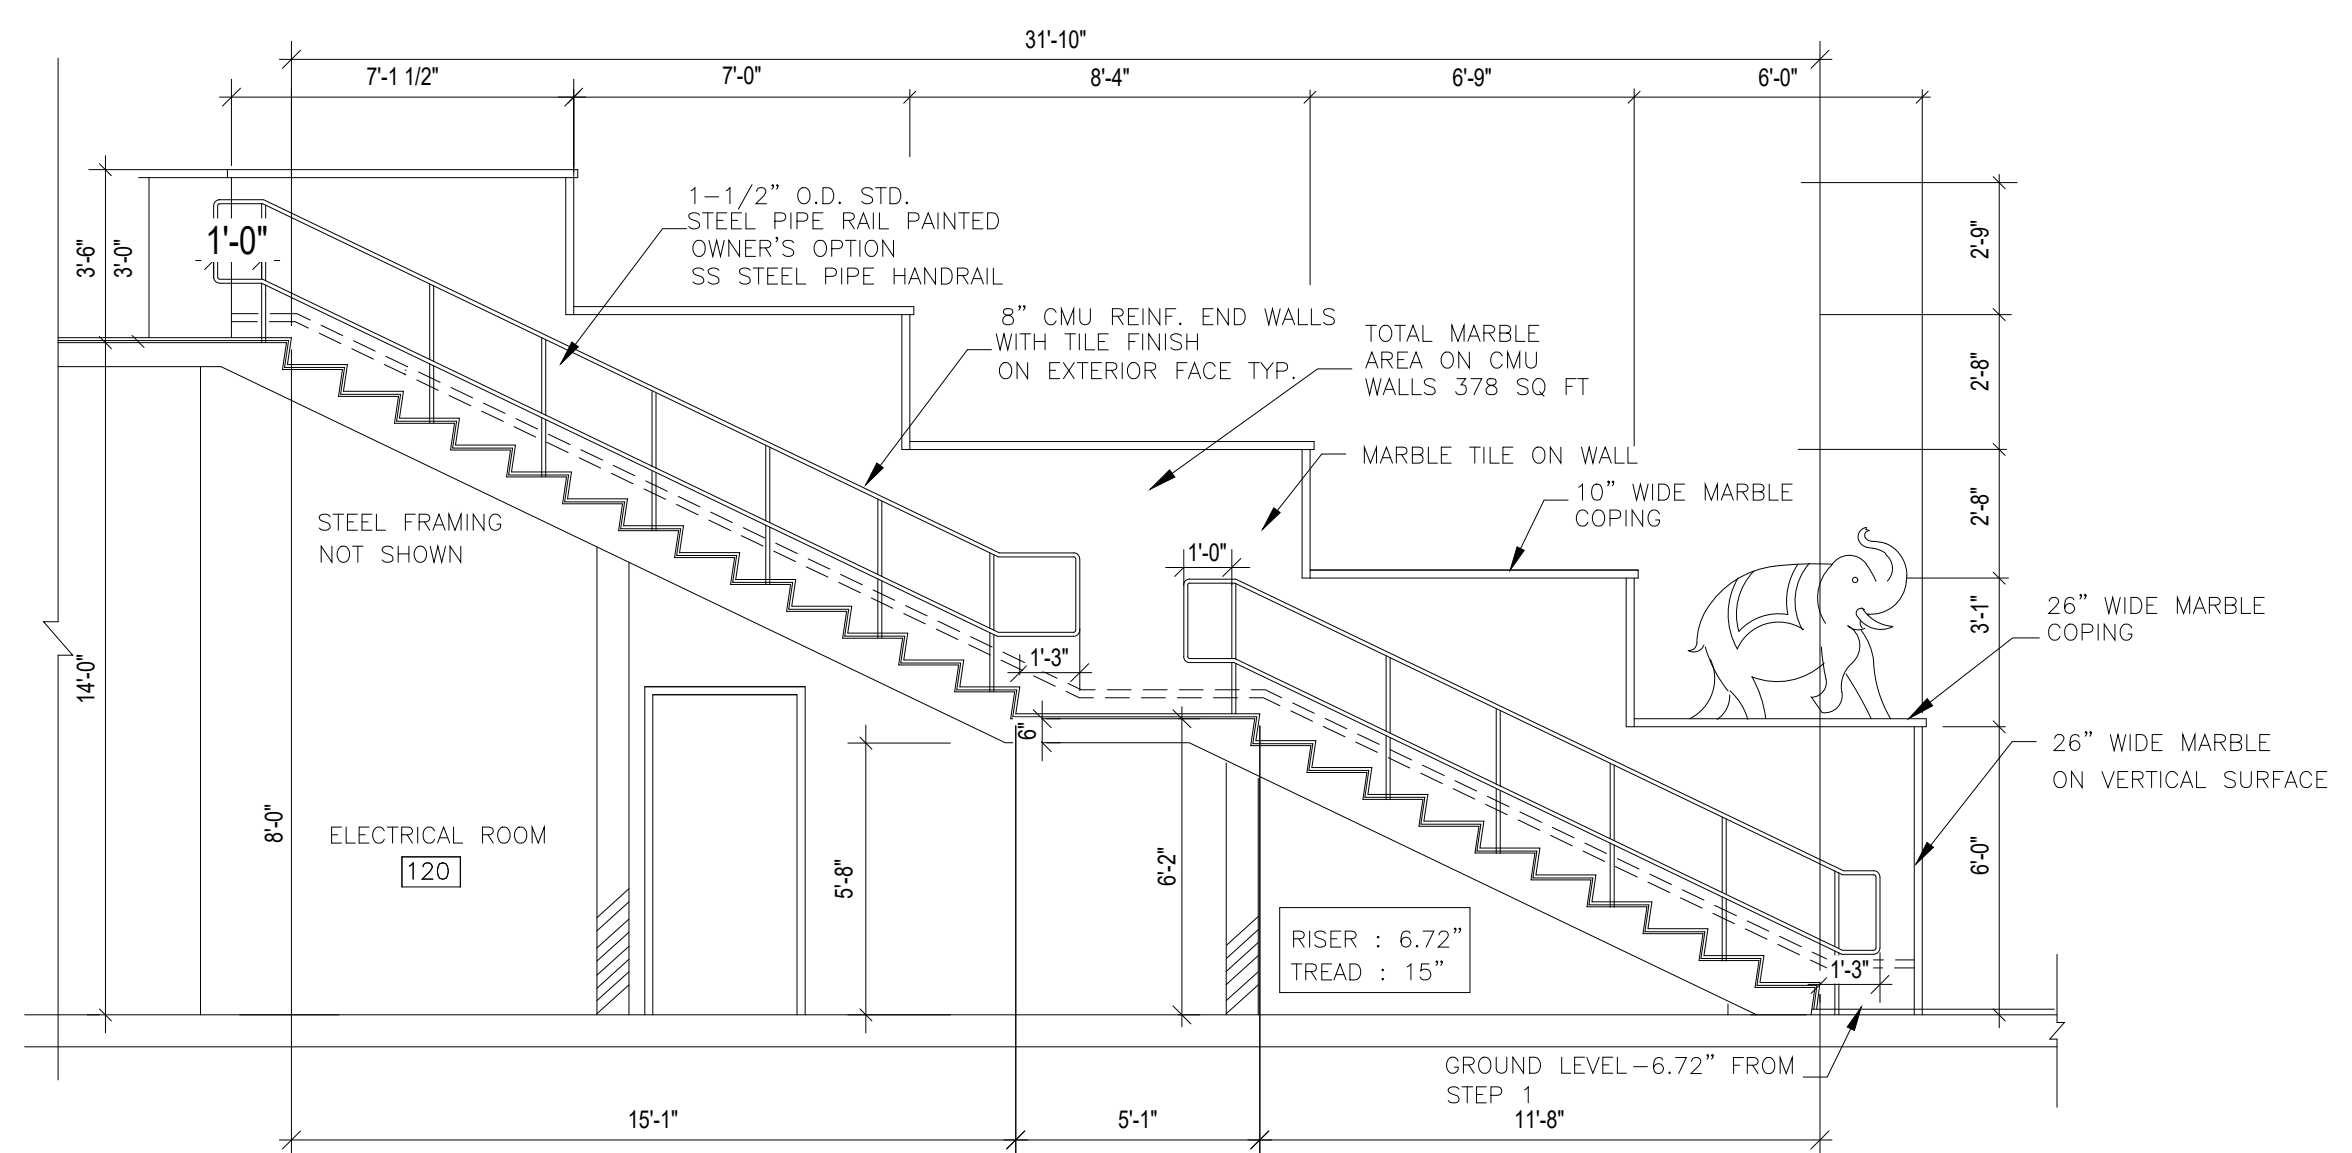 31'-10"
7'-1 1/2"
7'-0"
8'-4"
6'-9"
6'-0"
1-1/2” O.D. STD.
STEEL PIPE RAIL PAINTED
OWNER'S OPTION
SS STEEL PIPE HANDRAIL
3'-6"
3'-0"
1'-0"
2'-9"
8” CMU REINF. END WALLS
WITH TILE FINISH
ON EXTERIOR FACE TYP.
TOTAL MARBLE
AREA ON CMU
WALLS 378 SQ FT
2'-8"
MARBLE TILE ON WALL
10” WIDE MARBLE
COPING
2'-8"
STEEL FRAMING
NOT SHOWN
1'-0"
3'-1"
26” WIDE MARBLE
COPING
14'-0"
1'-3"
6"
26” WIDE MARBLE
ON VERTICAL SURFACE
8'-0"
ELECTRICAL ROOM
120
5'-8"
6'-2"
6'-0"
RISER : 6.72”
TREAD : 15”
1'-3"
GROUND LEVEL-6.72” FROM
STEP 1
15'-1"
5'-1"
11'-8"